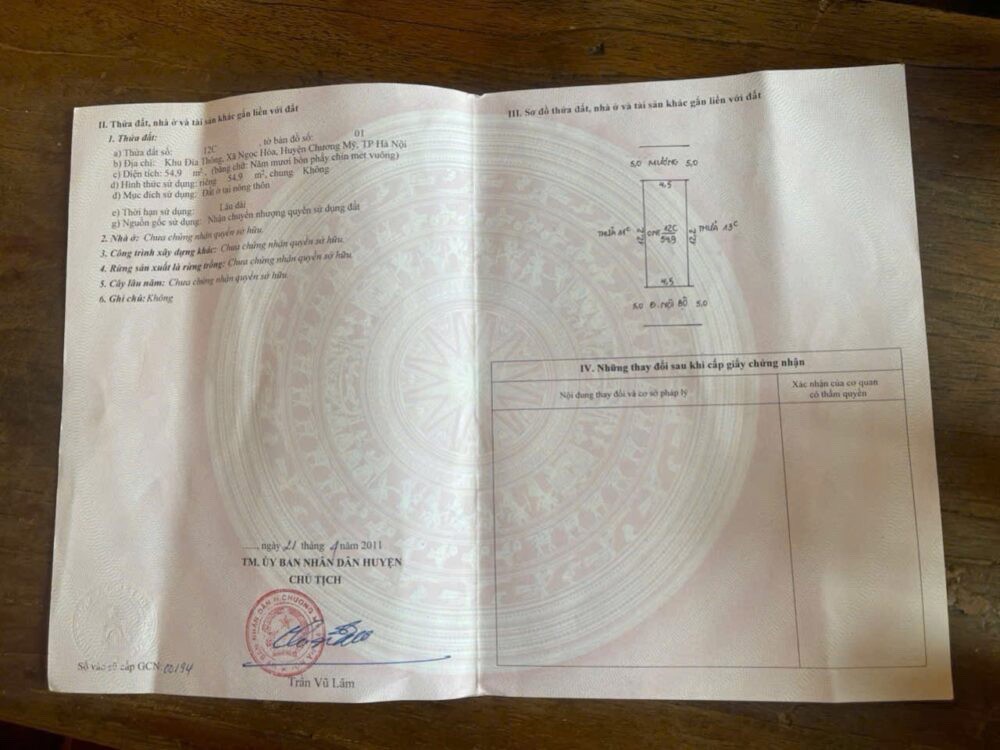 II. Thửa đất, nhà ở và tài sản khác gắn liền với đất
1. Thửa đất:
a) Thửa đất số: 12C , tờ bản đồ số: 01
b) Địa chỉ: Khu Đìa Thông, Xã Ngọc Hòa, Huyện Chương Mỹ, TP Hà Nội
c) Diện tích: 54,9 m², (bằng chữ: Năm mươi bốn phẩy chín mét vuông)
d) Hình thức sử dụng: riêng 54,9 m², chung Không
đ) Mục đích sử dụng: Đất ở tại nông thôn
e) Thời hạn sử dụng: Lâu dài
g) Nguồn gốc sử dụng: Nhận chuyển nhượng quyền sử dụng đất
2. Nhà ở: Chưa chứng nhận quyền sở hữu.
3. Công trình xây dựng khác: Chưa chứng nhận quyền sở hữu.
4. Rừng sản xuất là rừng trồng: Chưa chứng nhận quyền sở hữu.
5. Cây lâu năm: Chưa chứng nhận quyền sở hữu.
6. Ghi chú: Không
....., ngày 21 tháng 4 năm 2011
TM. ỦY BAN NHÂN DÂN HUYỆN
CHỦ TỊCH
Trần Vũ Lâm
Số vào sổ cấp GCN: 00194
III. Sơ đồ thửa đất, nhà ở và tài sản khác gắn liền với đất
5,0 MƯƠNG 5,0
4,5
THỬA 11C 12,2 ONT 12C 54,9 12,2 THỬA 13C
4,5
5,0 Đ. NỘI BỘ 5,0
IV. Những thay đổi sau khi cấp giấy chứng nhận
Nội dung thay đổi và cơ sở pháp lý
Xác nhận của cơ quan
có thẩm quyền